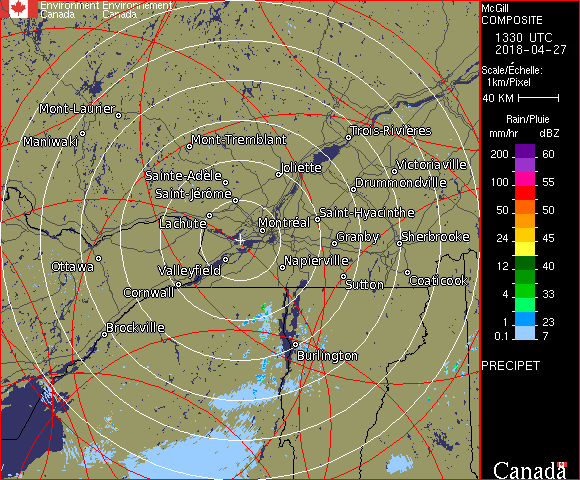 Environment Environnement
Canada Canada
McGill
COMPOSITE
1330 UTC
2018-04-27
Scale/Échelle:
1km/Pixel
40 KM
Rain/Pluie
mm/hr dBZ
200 60
155
100 55
50 50
24 45
12 40
4 33
1 23
0.1 7
PRECIPET
Mont-Laurier
Maniwaki
Mont-Tremblant
Trois-Rivières
Joliette
Victoriaville
Sainte-Adèle
Drummondville
Saint-Jérôme
Lachute
Saint-Hyacinthe
Montréal
Granby
Sherbrooke
Ottawa
Valleyfield
Napierville
Cornwall
Sutton
Coaticook
Brockville
Burlington
Canada